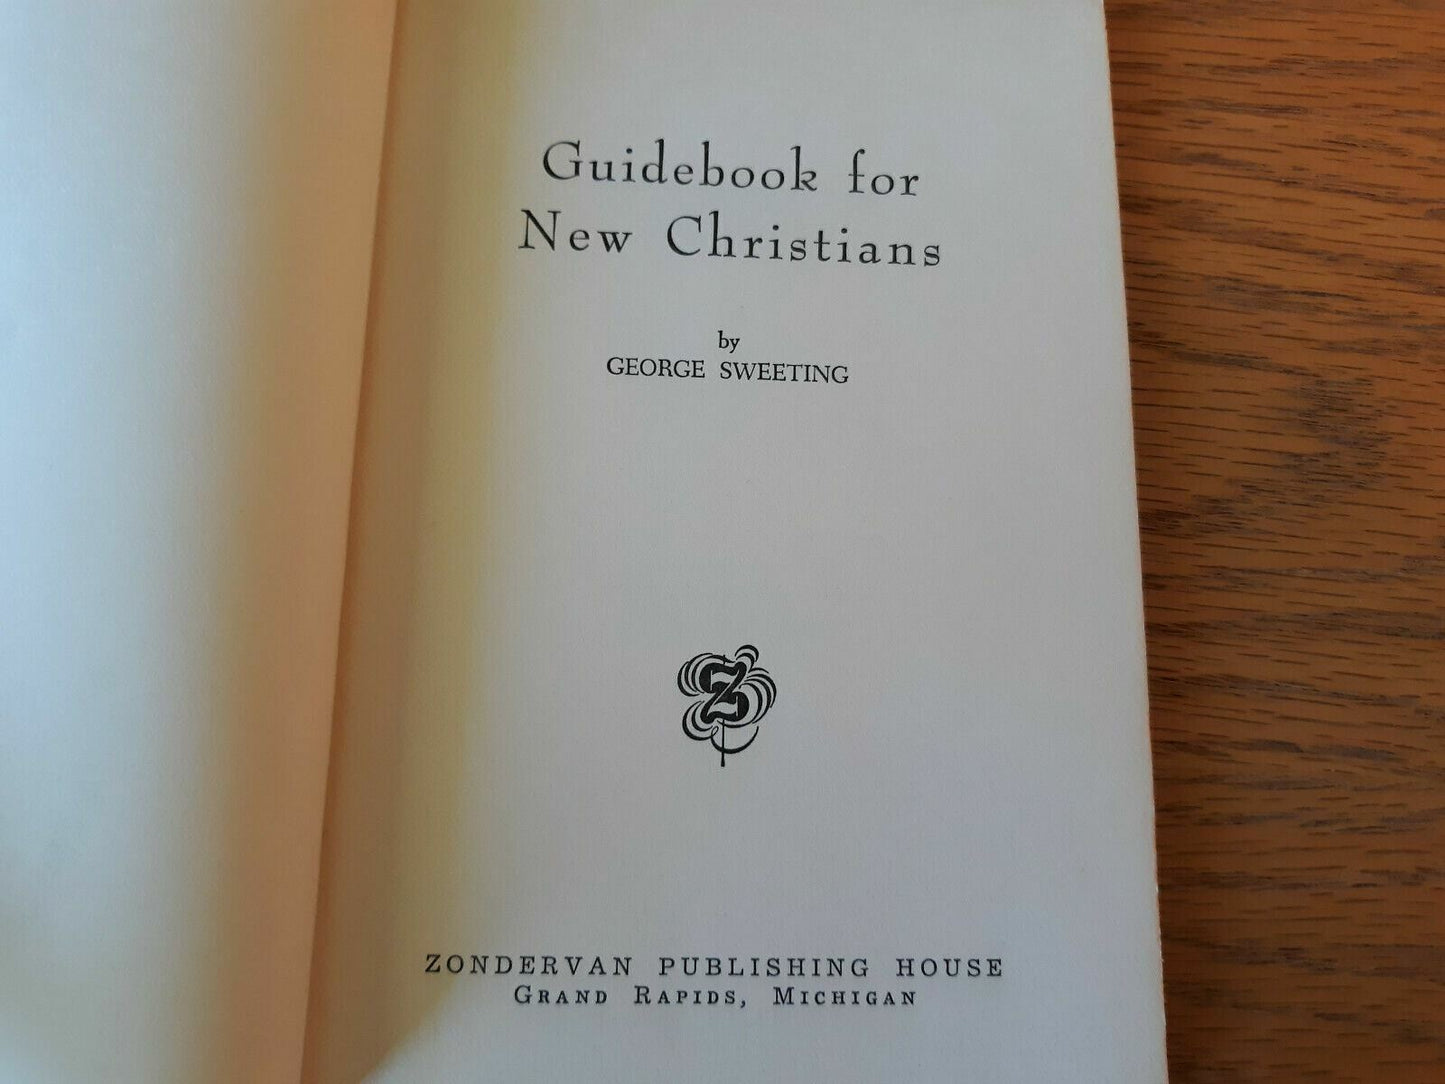 Guidebook for
New Christians
by
GEORGE SWEETING
Z
ZONDERVAN PUBLISHING HOUSE
GRAND RAPIDS, MICHIGAN